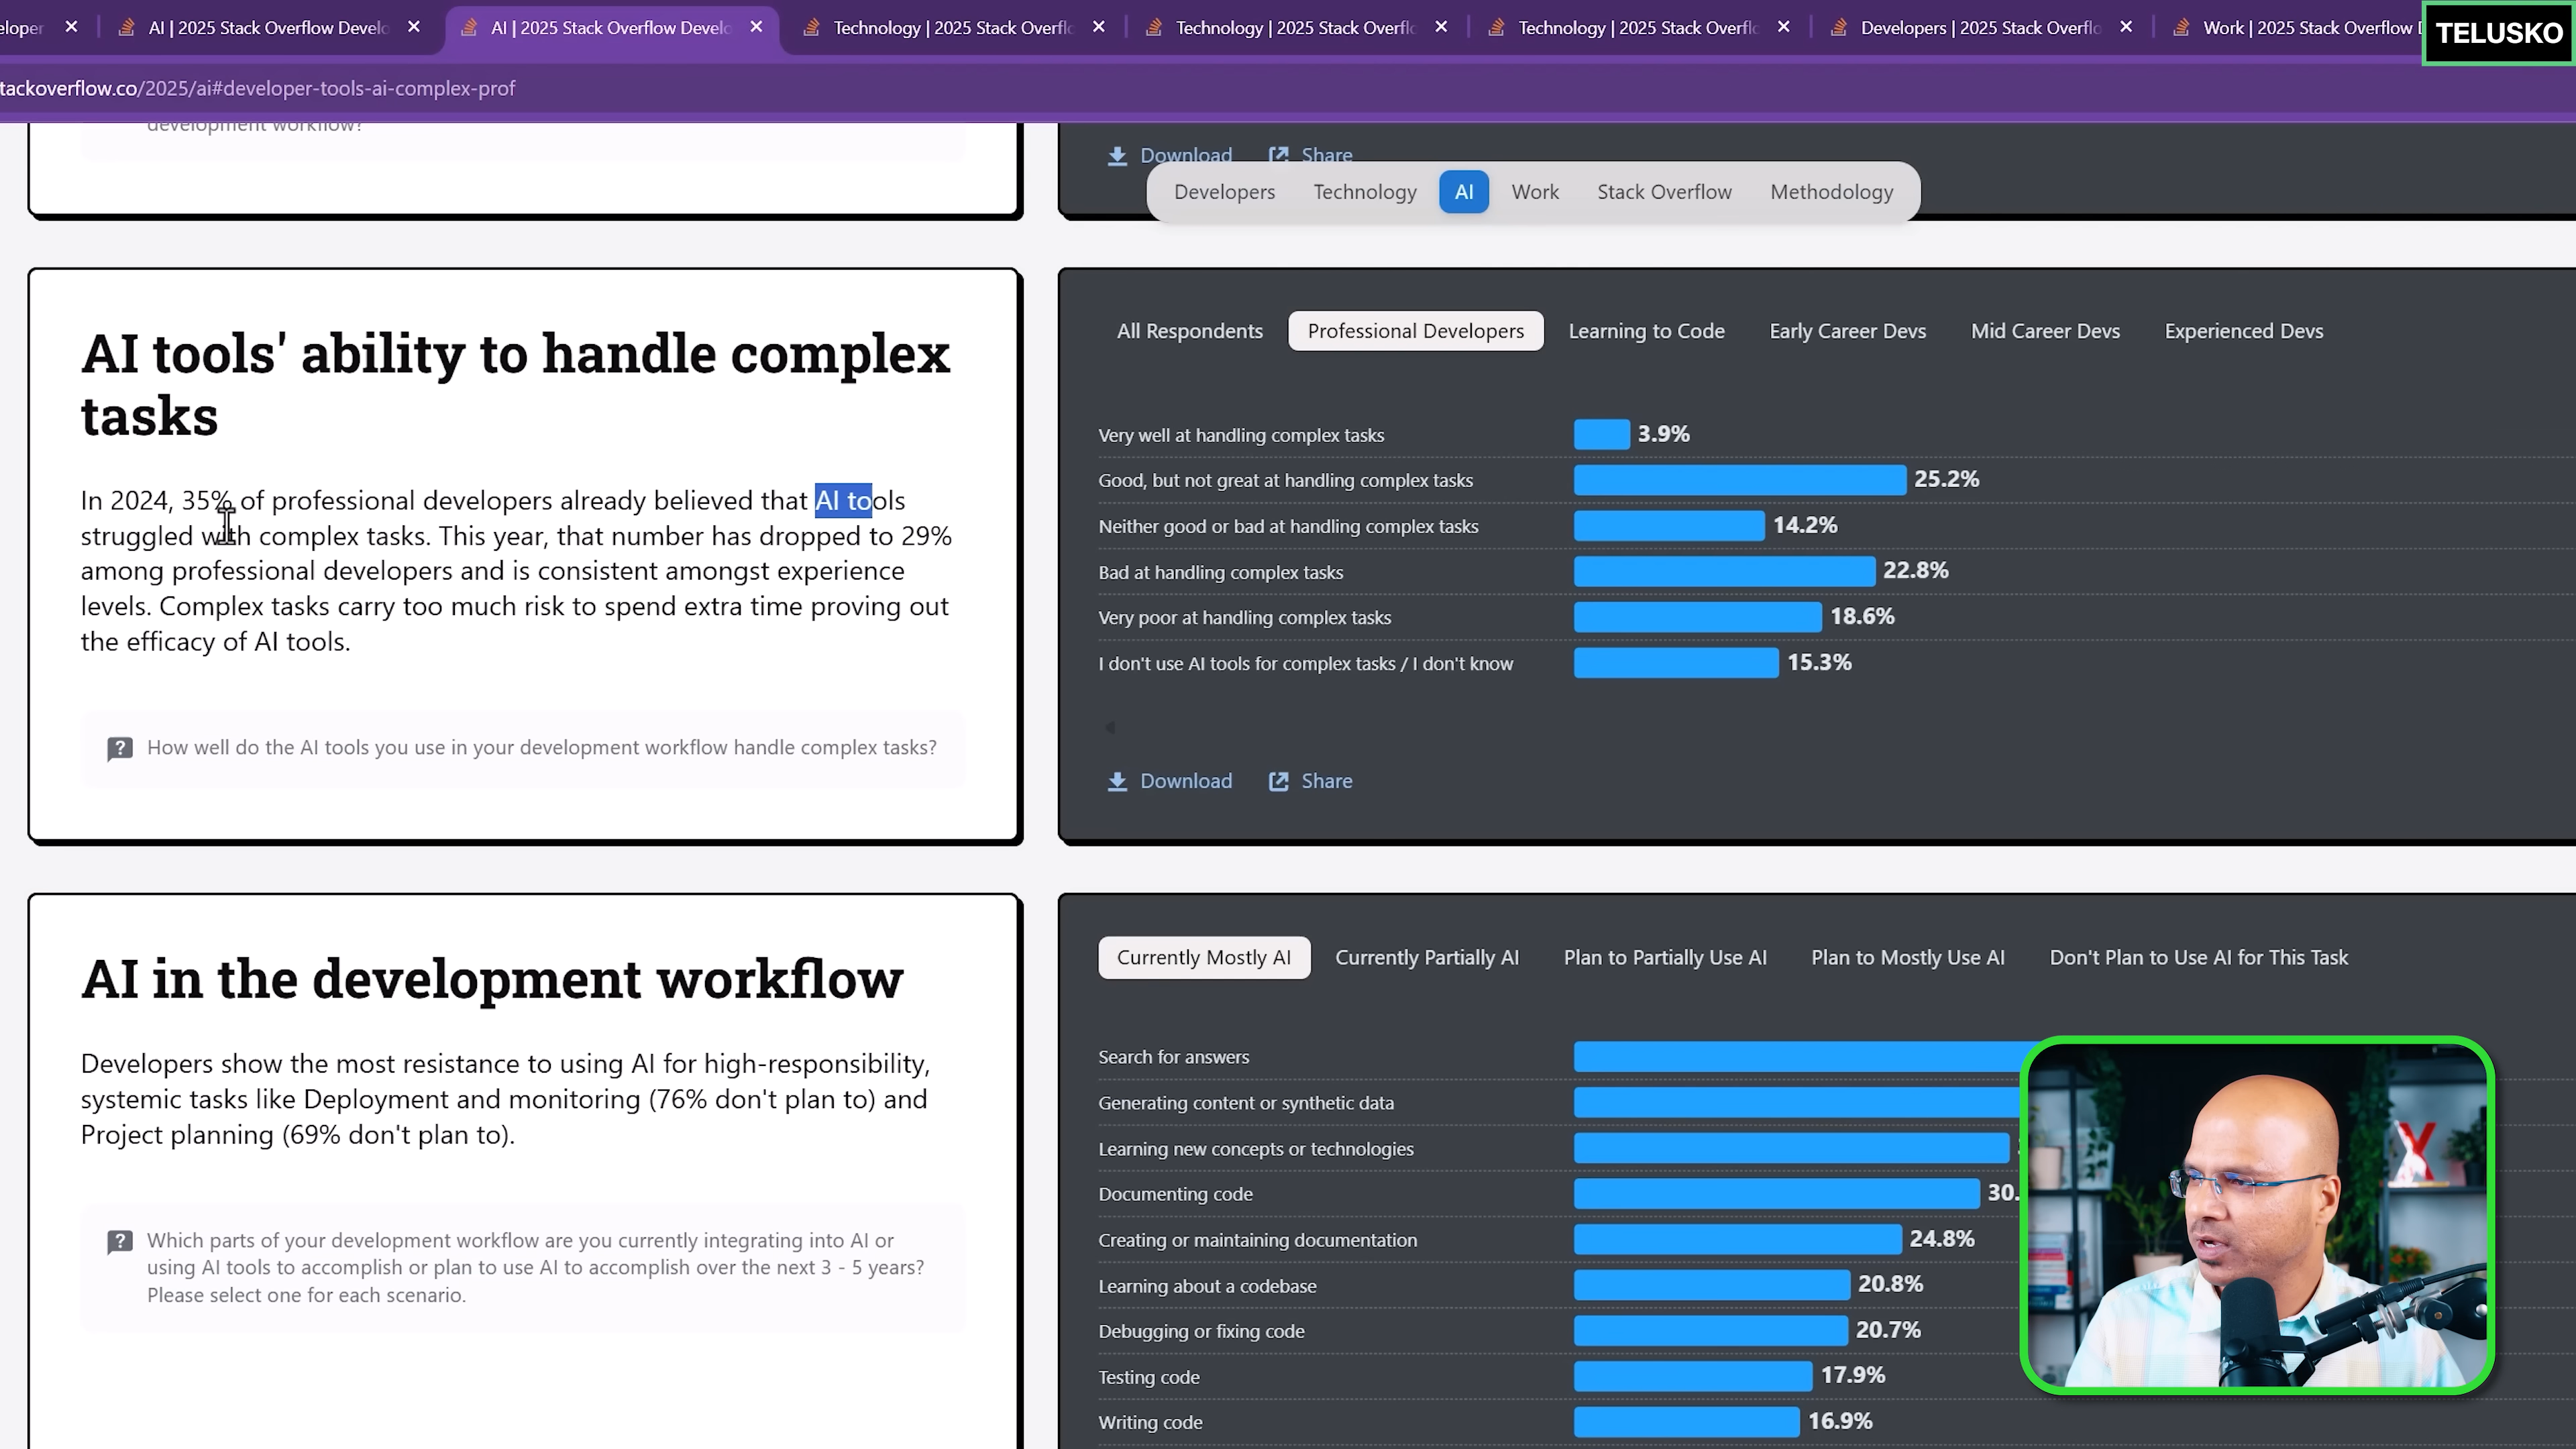 eloper
AI | 2025 Stack Overflow Develo
AI | 2025 Stack Overflow Develo
Technology | 2025 Stack Overflo
Technology | 2025 Stack Overflo
Technology | 2025 Stack Overflo
Developers | 2025 Stack Overflo
Work | 2025 Stack Overflow D
TELUSKO
tackoverflow.co/2025/ai#developer-tools-ai-complex-prof
development workflow?
Download
Share
Developers
Technology
AI
Work
Stack Overflow
Methodology
AI tools' ability to handle complex
tasks
In 2024, 35% of professional developers already believed that AI tools
struggled with complex tasks. This year, that number has dropped to 29%
among professional developers and is consistent amongst experience
levels. Complex tasks carry too much risk to spend extra time proving out
the efficacy of AI tools.
How well do the AI tools you use in your development workflow handle complex tasks?
All Respondents
Professional Developers
Learning to Code
Early Career Devs
Mid Career Devs
Experienced Devs
Very well at handling complex tasks 3.9%
Good, but not great at handling complex tasks 25.2%
Neither good or bad at handling complex tasks 14.2%
Bad at handling complex tasks 22.8%
Very poor at handling complex tasks 18.6%
I don't use AI tools for complex tasks / I don't know 15.3%
Download
Share
AI in the development workflow
Developers show the most resistance to using AI for high-responsibility,
systemic tasks like Deployment and monitoring (76% don't plan to) and
Project planning (69% don't plan to).
Which parts of your development workflow are you currently integrating into AI or
using AI tools to accomplish or plan to use AI to accomplish over the next 3 - 5 years?
Please select one for each scenario.
Currently Mostly AI
Currently Partially AI
Plan to Partially Use AI
Plan to Mostly Use AI
Don't Plan to Use AI for This Task
Search for answers
Generating content or synthetic data
Learning new concepts or technologies
Documenting code 30.
Creating or maintaining documentation 24.8%
Learning about a codebase 20.8%
Debugging or fixing code 20.7%
Testing code 17.9%
Writing code 16.9%